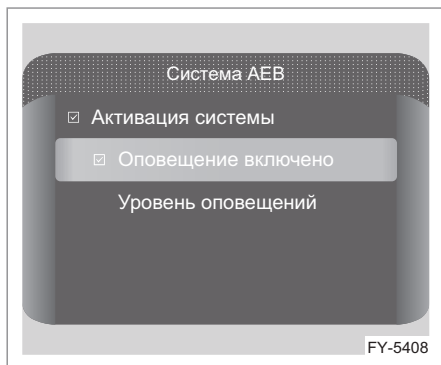 Система AEB
☑ Активация системы
☑ Оповещение включено
Уровень оповещений
FY-5408